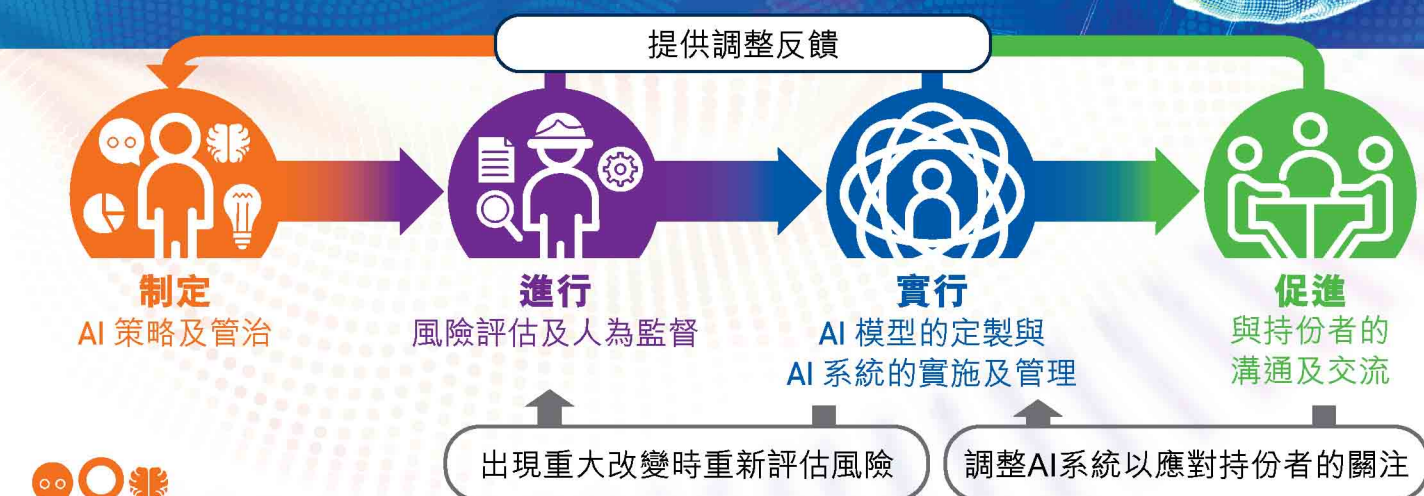 提供調整反饋
制定
AI 策略及管治
進行
風險評估及人為監督
實行
AI 模型的定製與
AI 系統的實施及管理
促進
與持份者的
溝通及交流
出現重大改變時重新評估風險
調整AI系統以應對持份者的關注